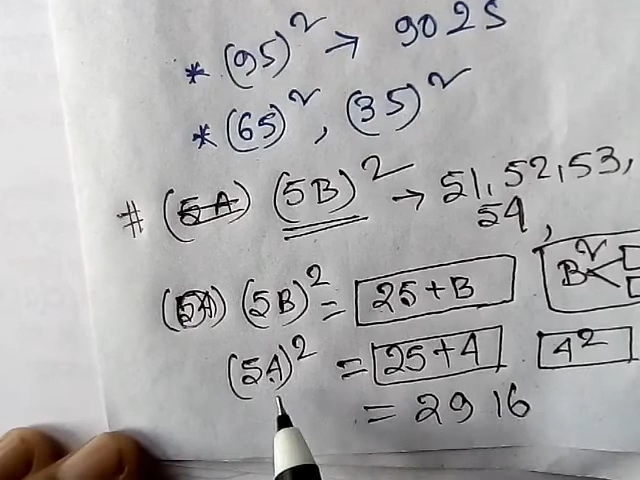 * (95)² → 9025
* (65)², (35)²
# (5A) (5B)² → 51, 52, 53,
54,
(5A) (5B)² = 25+B B²
(54)² = 25+4 4²
= 29 16